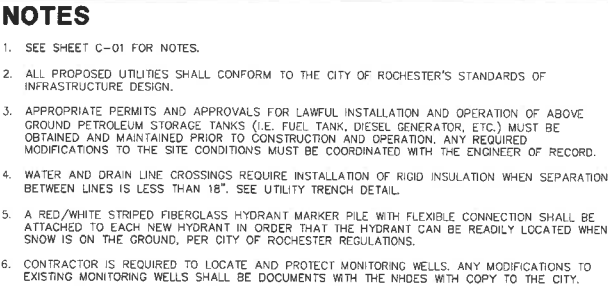 NOTES
1. SEE SHEET C-01 FOR NOTES.
2. ALL PROPOSED UTILITIES SHALL CONFORM TO THE CITY OF ROCHESTER'S STANDARDS OF
INFRASTRUCTURE DESIGN.
3. APPROPRIATE PERMITS AND APPROVALS FOR LAWFUL INSTALLATION AND OPERATION OF ABOVE
GROUND PETROLEUM STORAGE TANKS (I.E. FUEL TANK, DIESEL GENERATOR, ETC.) MUST BE
OBTAINED AND MAINTAINED PRIOR TO CONSTRUCTION AND OPERATION. ANY REQUIRED
MODIFICATIONS TO THE SITE CONDITIONS MUST BE COORDINATED WITH THE ENGINEER OF RECORD.
4. WATER AND DRAIN LINE CROSSINGS REQUIRE INSTALLATION OF RIGID INSULATION WHEN SEPARATION
BETWEEN LINES IS LESS THAN 18". SEE UTILITY TRENCH DETAIL.
5. A RED/WHITE STRIPED FIBERGLASS HYDRANT MARKER PILE WITH FLEXIBLE CONNECTION SHALL BE
ATTACHED TO EACH NEW HYDRANT IN ORDER THAT THE HYDRANT CAN BE READILY LOCATED WHEN
SNOW IS ON THE GROUND, PER CITY OF ROCHESTER REGULATIONS.
6. CONTRACTOR IS REQUIRED TO LOCATE AND PROTECT MONITORING WELLS. ANY MODIFICATIONS TO
EXISTING MONITORING WELLS SHALL BE DOCUMENTS WITH THE NHDES WITH COPY TO THE CITY.